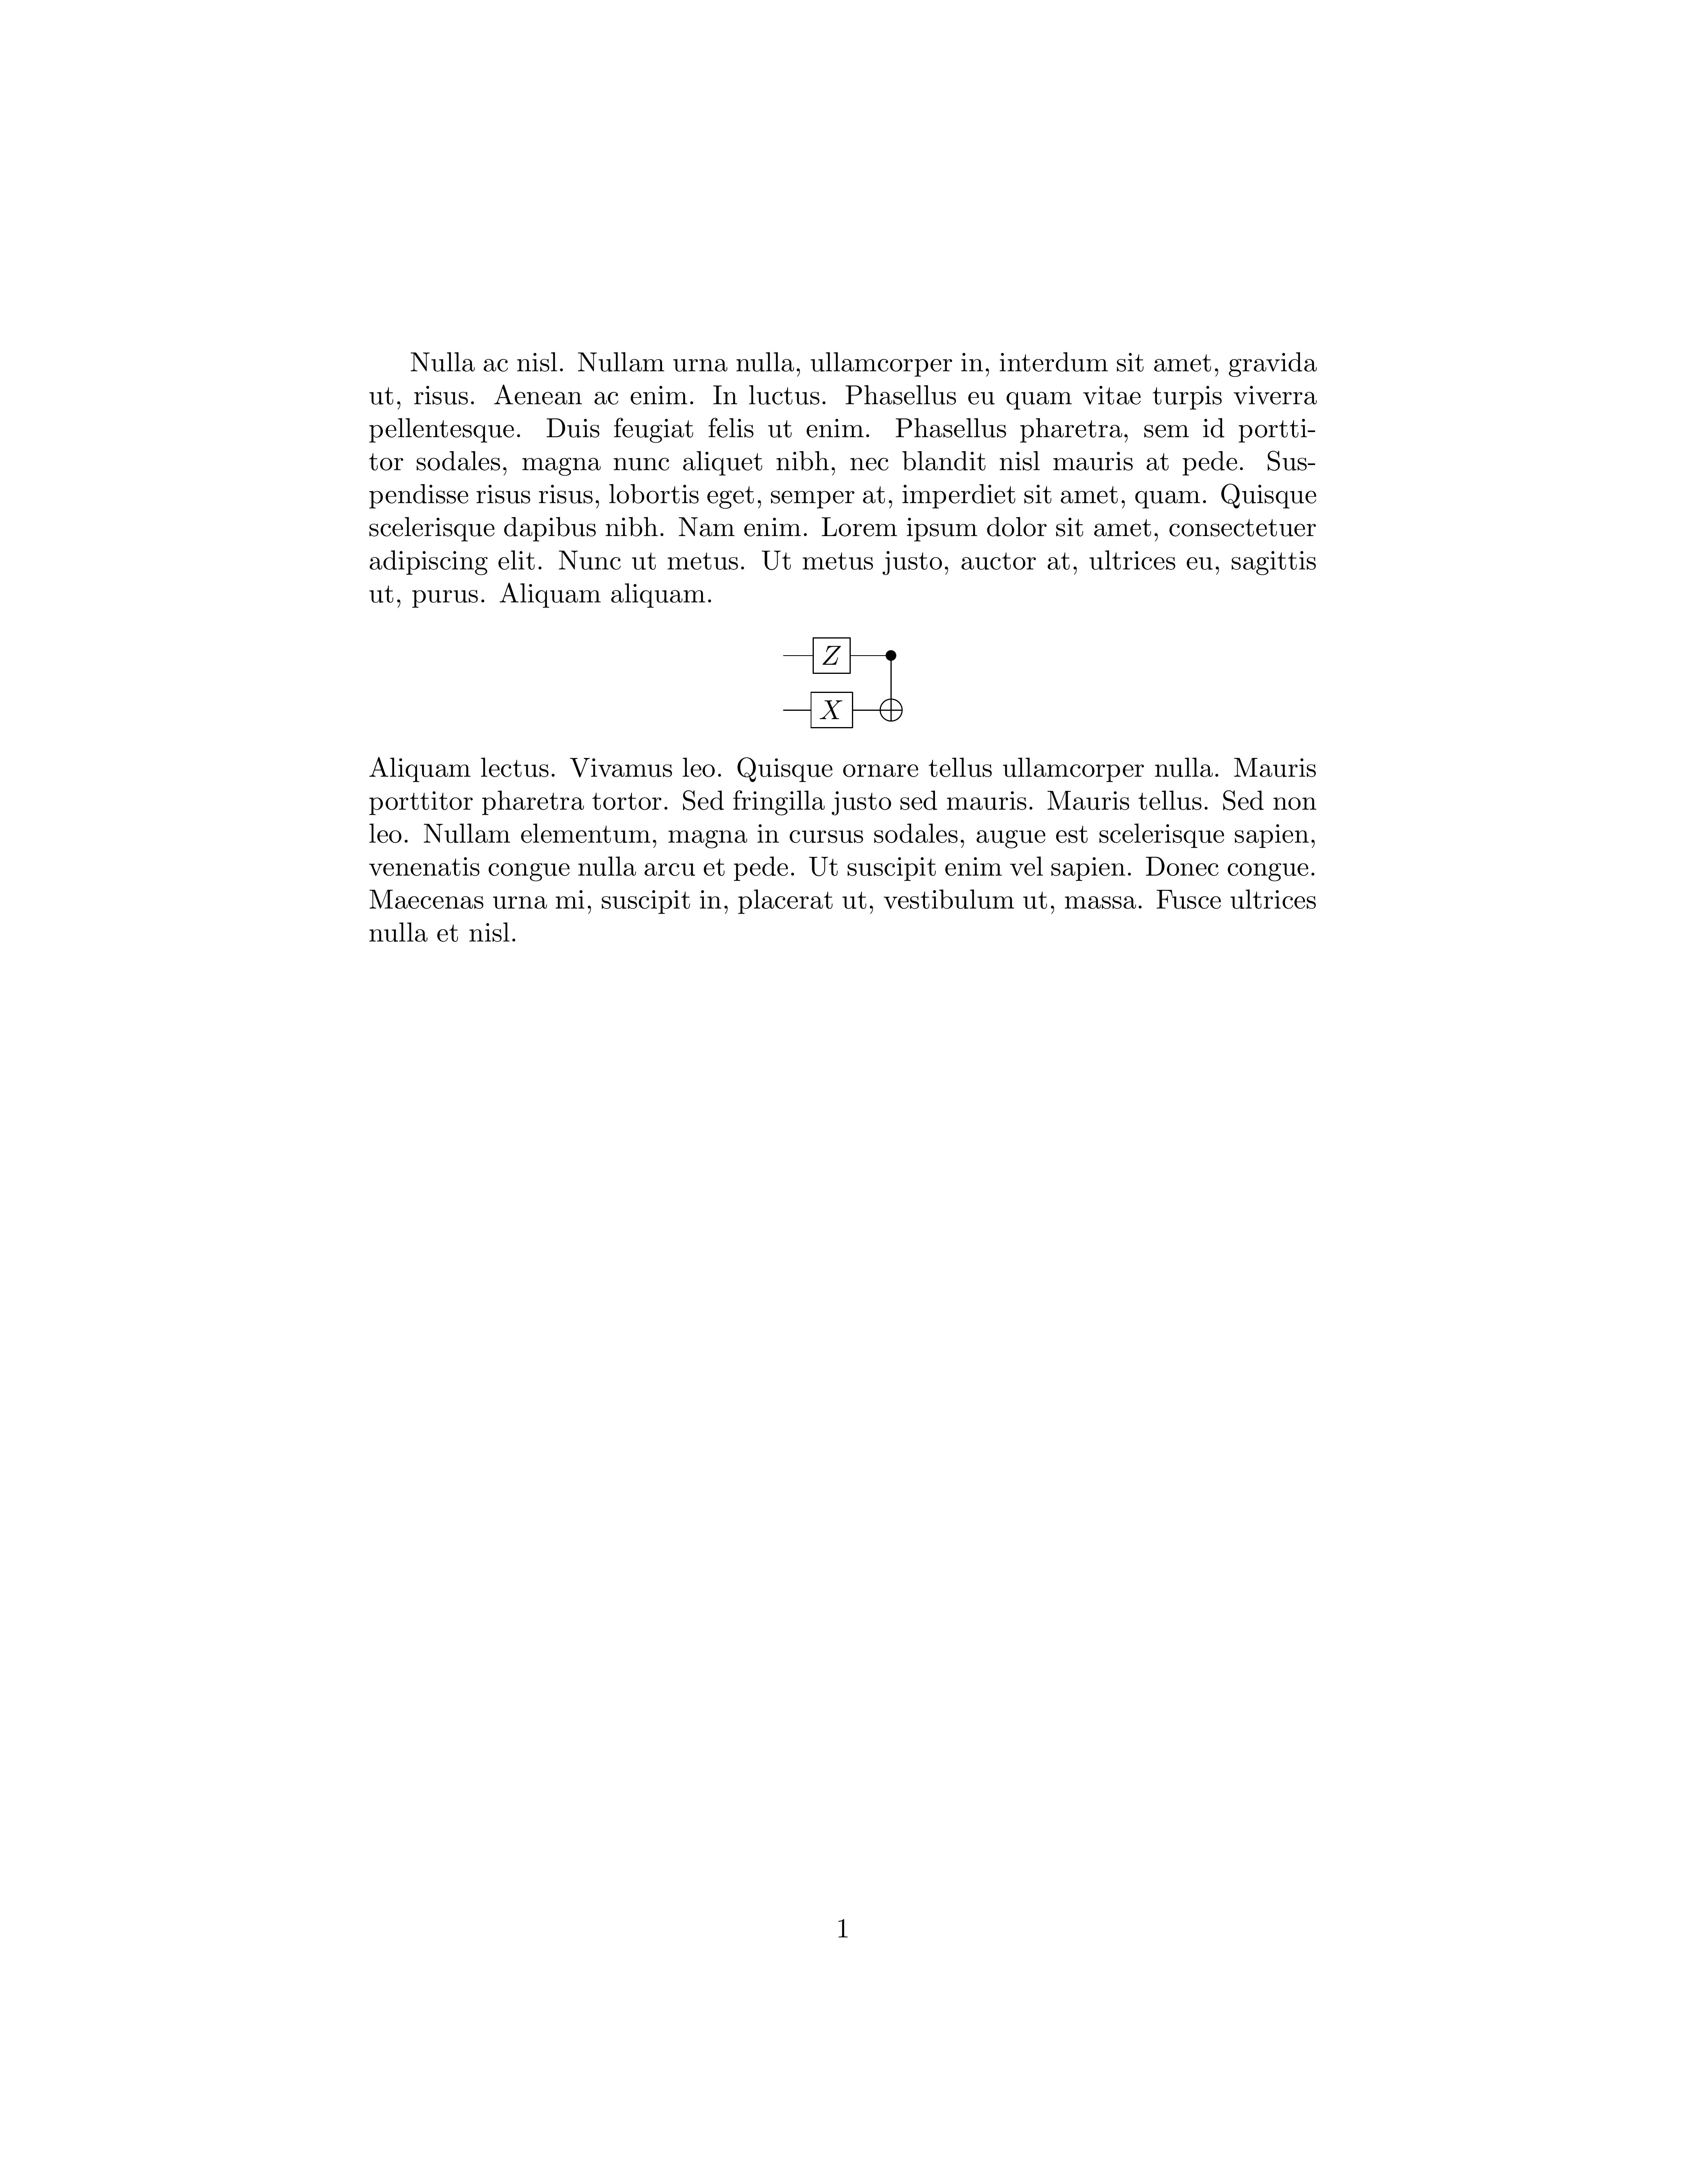 Nulla ac nisl. Nullam urna nulla, ullamcorper in, interdum sit amet, gravida
ut, risus. Aenean ac enim. In luctus. Phasellus eu quam vitae turpis viverra
pellentesque. Duis feugiat felis ut enim. Phasellus pharetra, sem id portti-
tor sodales, magna nunc aliquet nibh, nec blandit nisl mauris at pede. Sus-
pendisse risus risus, lobortis eget, semper at, imperdiet sit amet, quam. Quisque
scelerisque dapibus nibh. Nam enim. Lorem ipsum dolor sit amet, consectetuer
adipiscing elit. Nunc ut metus. Ut metus justo, auctor at, ultrices eu, sagittis
ut, purus. Aliquam aliquam.
Z
X
Aliquam lectus. Vivamus leo. Quisque ornare tellus ullamcorper nulla. Mauris
porttitor pharetra tortor. Sed fringilla justo sed mauris. Mauris tellus. Sed non
leo. Nullam elementum, magna in cursus sodales, augue est scelerisque sapien,
venenatis congue nulla arcu et pede. Ut suscipit enim vel sapien. Donec congue.
Maecenas urna mi, suscipit in, placerat ut, vestibulum ut, massa. Fusce ultrices
nulla et nisl.
1